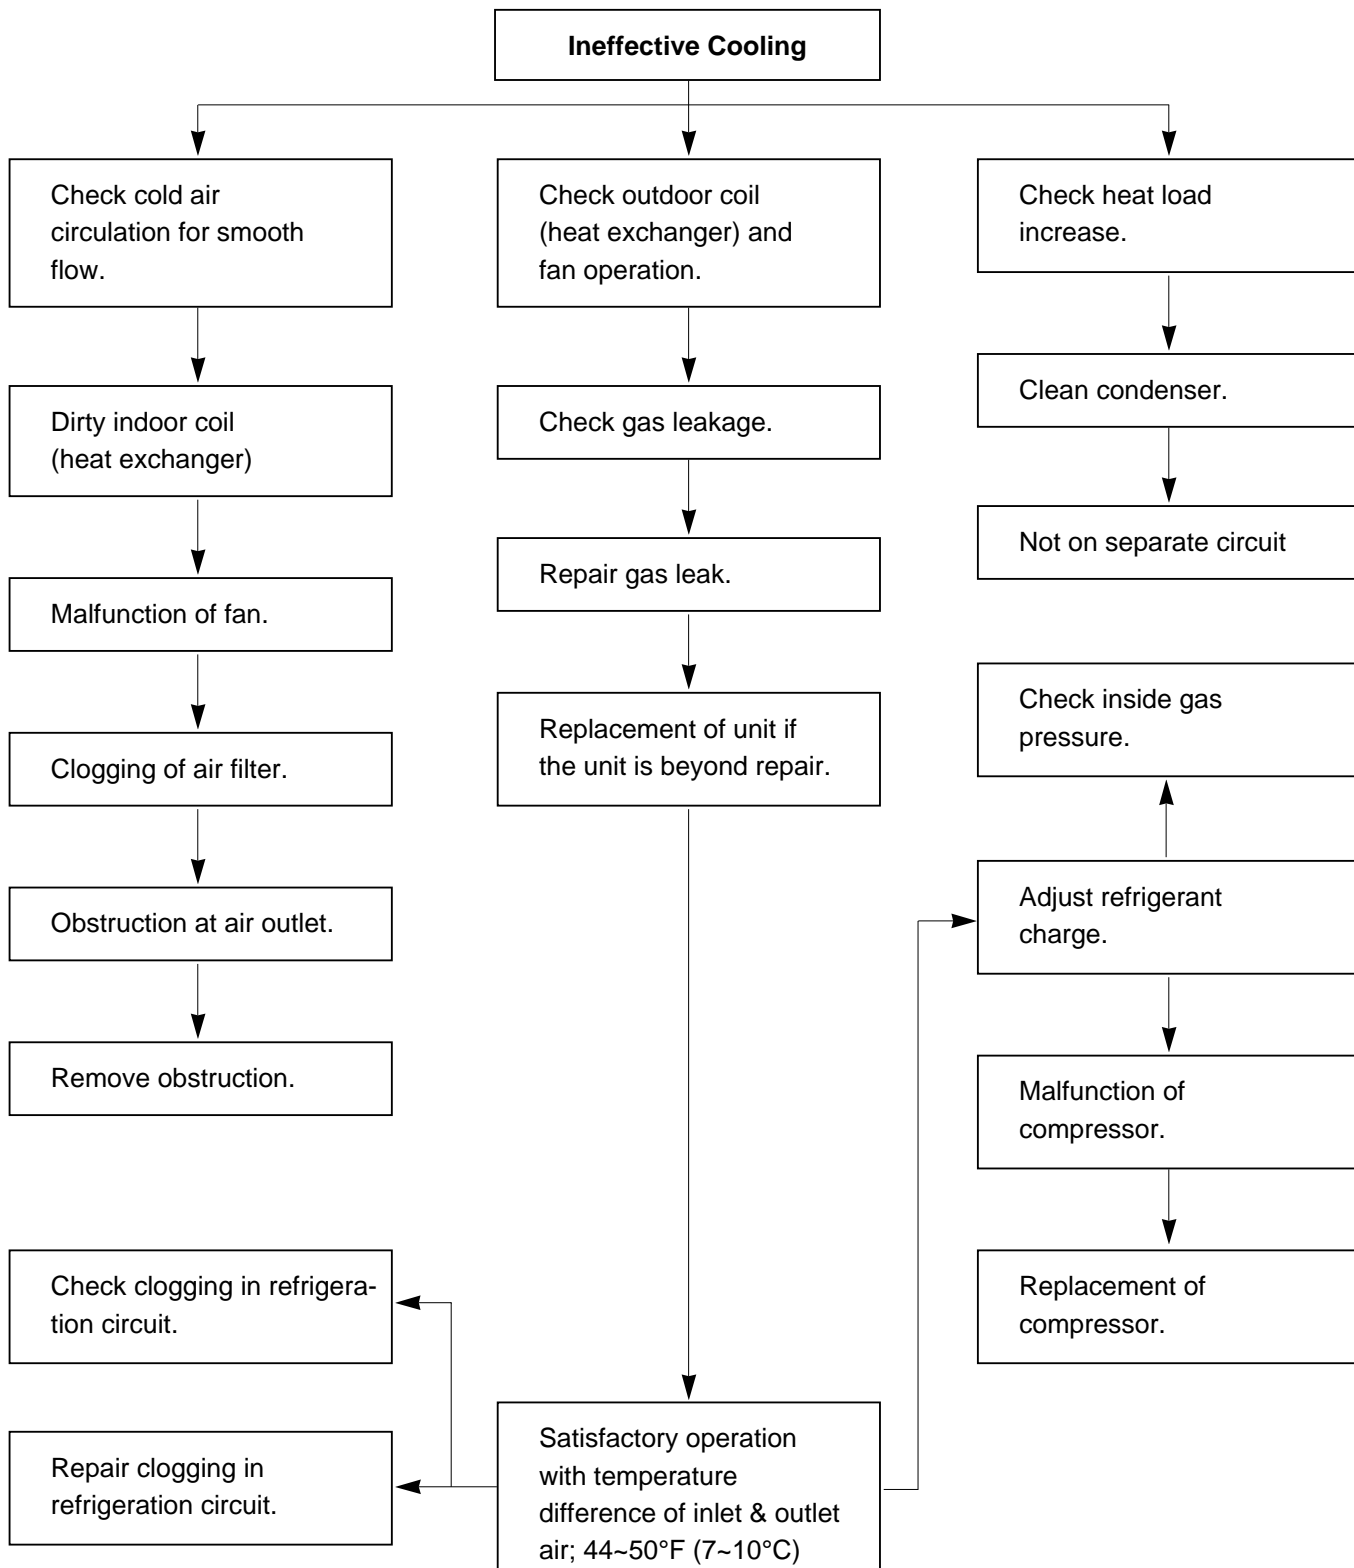 Ineffective Cooling
Check cold air
circulation for smooth
flow.
Dirty indoor coil
(heat exchanger)
Malfunction of fan.
Clogging of air filter.
Obstruction at air outlet.
Remove obstruction.
Check outdoor coil
(heat exchanger) and
fan operation.
Check gas leakage.
Repair gas leak.
Replacement of unit if
the unit is beyond repair.
Check heat load
increase.
Clean condenser.
Not on separate circuit
Check inside gas
pressure.
Adjust refrigerant
charge.
Malfunction of
compressor.
Replacement of
compressor.
Check clogging in refrigera-
tion circuit.
Repair clogging in
refrigeration circuit.
Satisfactory operation
with temperature
difference of inlet & outlet
air; 44~50°F (7~10°C)